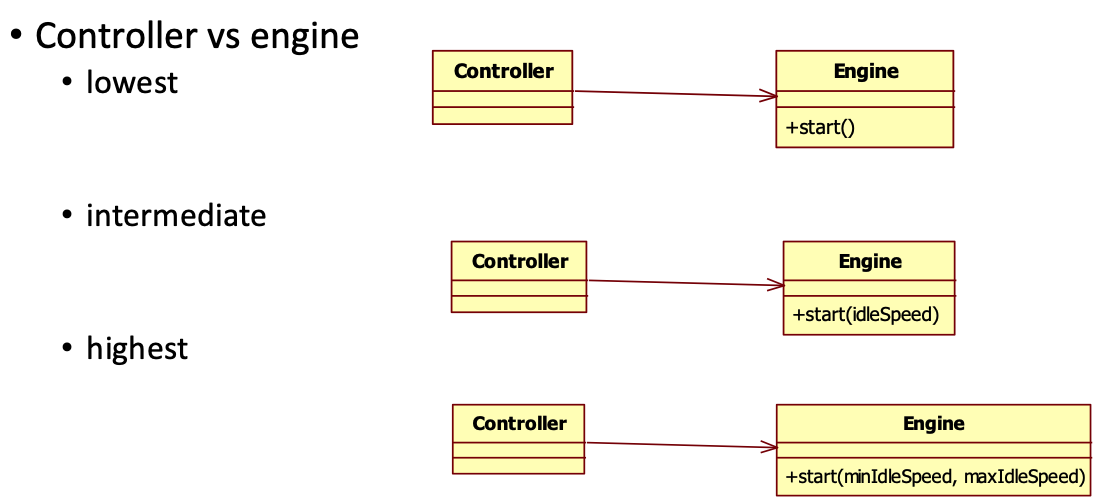 • Controller vs engine
• lowest
Controller
Engine
+start()
• intermediate
Controller
Engine
+start(idleSpeed)
• highest
Controller
Engine
+start(minIdleSpeed, maxIdleSpeed)